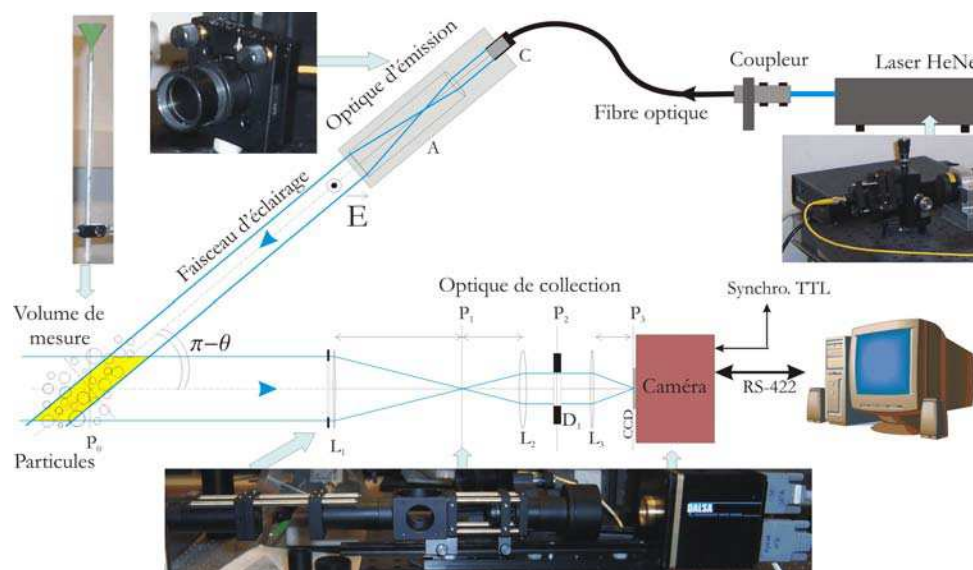 Optique d'émission
C
A
Coupleur
Laser HeNe
Fibre optique
Faisceau d'éclairage
E
Optique de collection
Synchro. TTL
Volume de
mesure
π-θ
P1
P2
P3
Caméra
RS-422
CCD
L1
L2
D1
L3
P0
Particules
DALSA